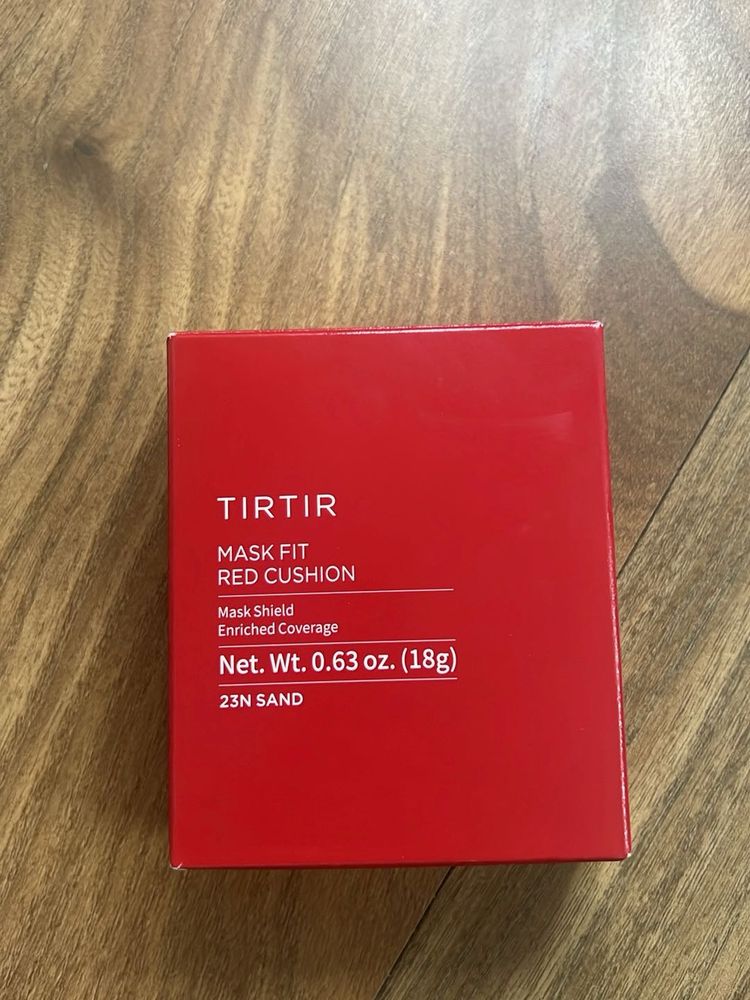 TIRTIR
MASK FIT
RED CUSHION
Mask Shield
Enriched Coverage
Net. Wt. 0.63 oz. (18g)
23N SAND